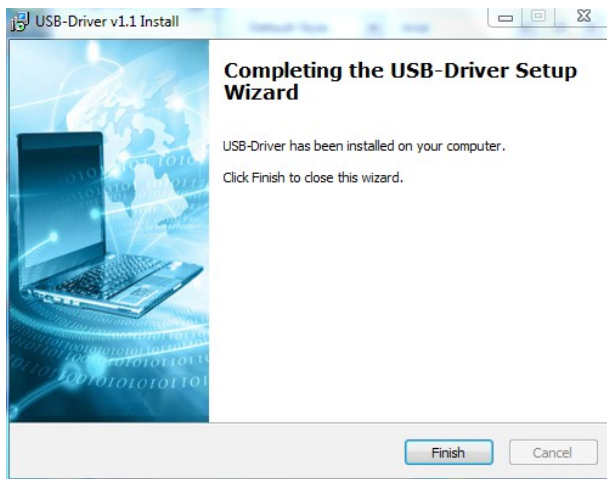 USB-Driver v1.1 Install
Completing the USB-Driver Setup
Wizard
USB-Driver has been installed on your computer.
Click Finish to close this wizard.
Finish
Cancel